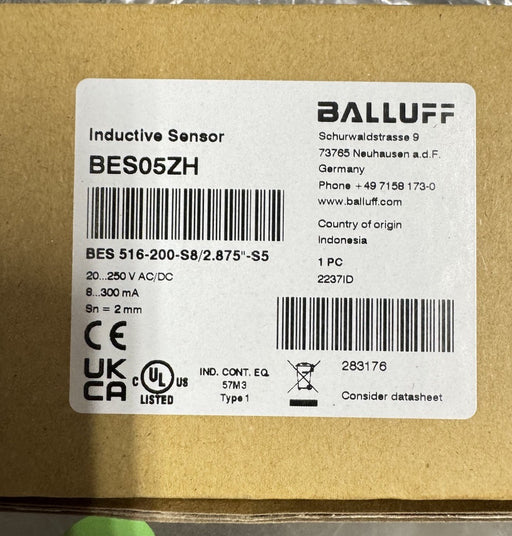 BALLUFF
Inductive Sensor
BES05ZH
Schurwaldstrasse 9
73765 Neuhausen a.d.F.
Germany
Phone +49 7158 173-0
www.balluff.com
Country of origin
Indonesia
BES 516-200-S8/2.875"-S5
20...250 V AC/DC
8...300 mA
Sn = 2 mm
1 PC
2237ID
CE
UK
CA
C UL US
LISTED
IND. CONT. EQ.
57M3
Type 1
283176
Consider datasheet